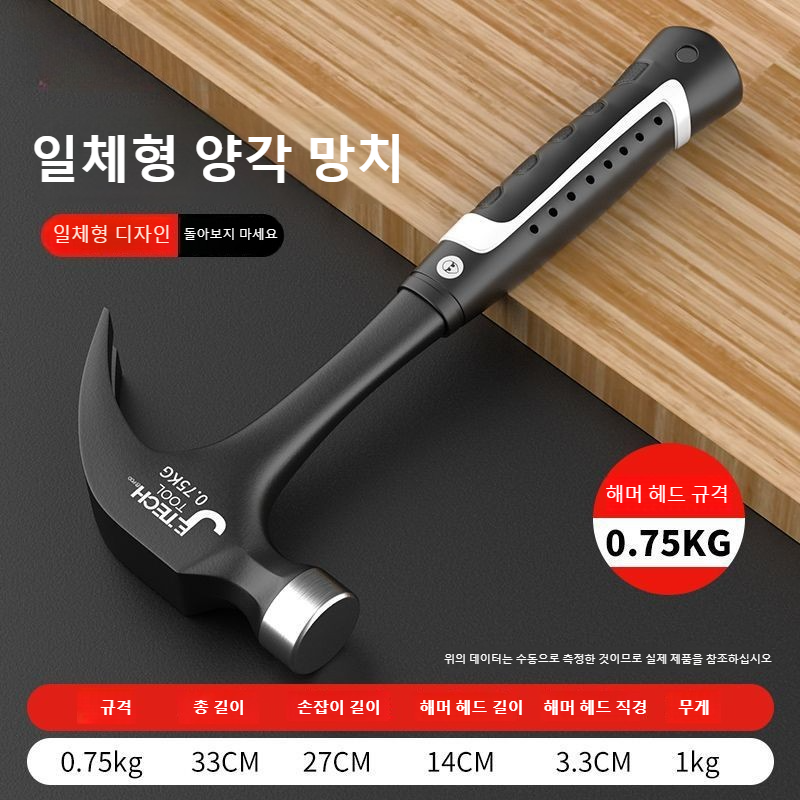 일체형 양각 망치
일체형 디자인 돌아보지 마세요
JETECH
TOOL
0.75KG
해머 헤드 규격
0.75KG
위의 데이터는 수동으로 측정한 것이므로 실제 제품을 참조하십시오
규격 총 길이 손잡이 길이 해머 헤드 길이 해머 헤드 직경 무게
0.75kg 33CM 27CM 14CM 3.3CM 1kg